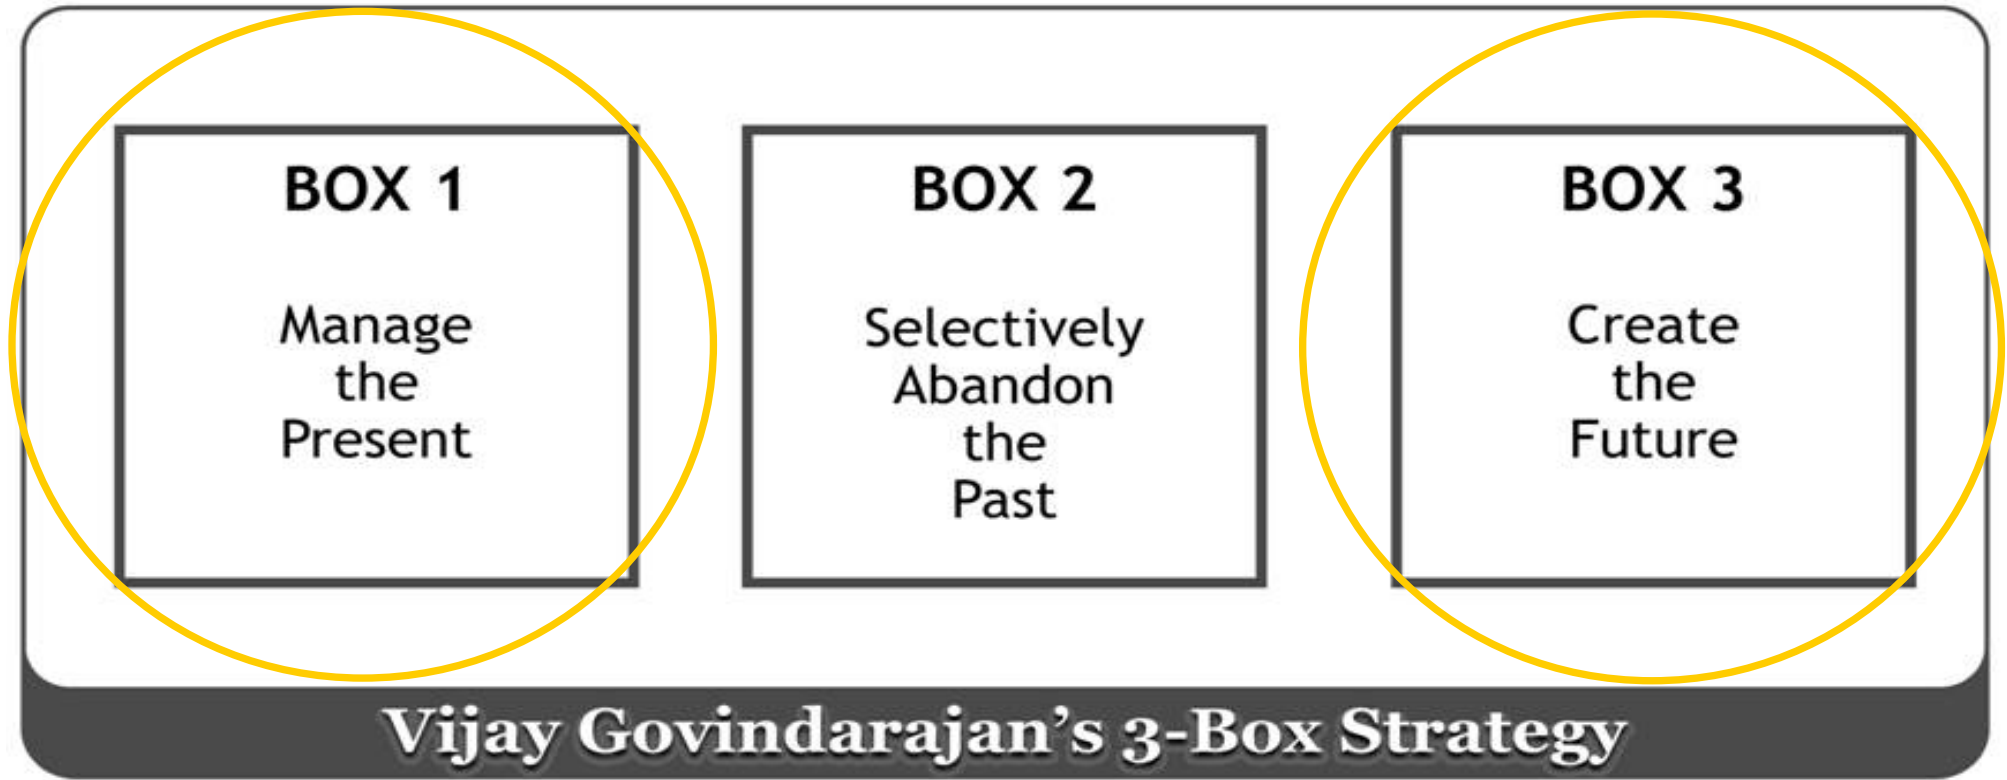 BOX 1
Manage
the
Present
BOX 2
Selectively
Abandon
the
Past
BOX 3
Create
the
Future
Vijay Govindarajan's 3-Box Strategy